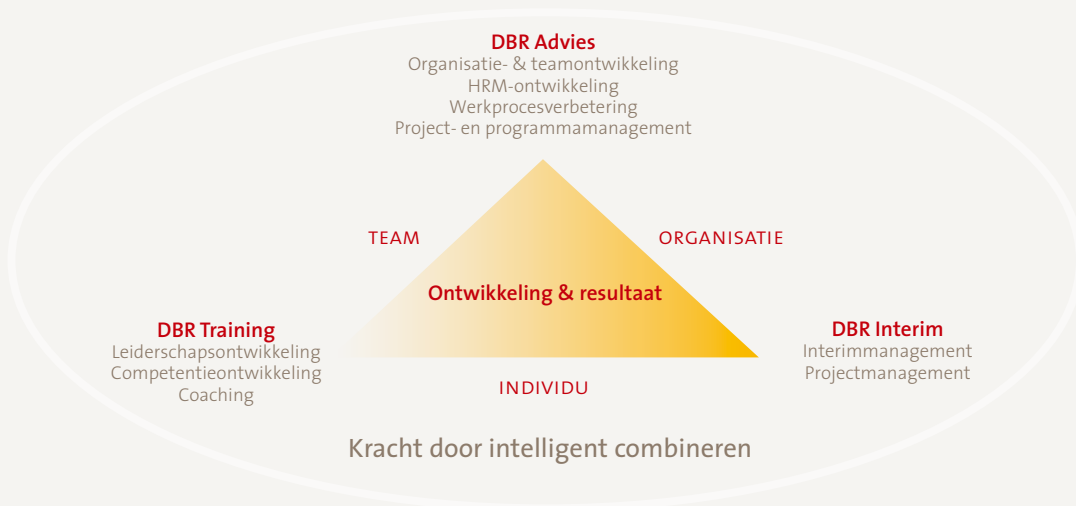 DBR Advies
Organisatie- & teamontwikkeling
HRM-ontwikkeling
Werkprocesverbetering
Project- en programmamanagement
TEAM
ORGANISATIE
Ontwikkeling & resultaat
DBR Training
Leiderschapsontwikkeling
Competentieontwikkeling
Coaching
DBR Interim
Interimmanagement
Projectmanagement
INDIVIDU
Kracht door intelligent combineren